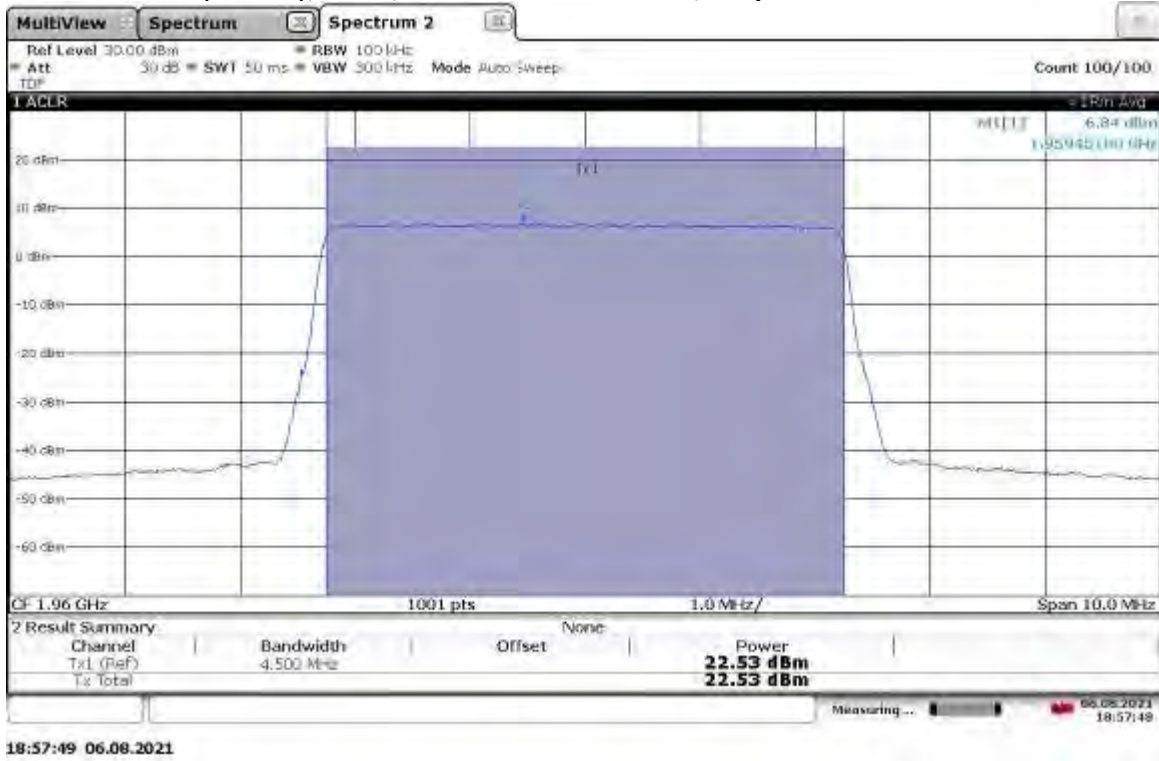 MultiView Spectrum Spectrum 2
Ref Level 30.00 dBm RBW 100 kHz
Att 30 dB SWT 50 ms VBW 300 kHz Mode Auto Sweep Count 100/100
TDF
1 ACLR 1Rm Avg
M1[1] 6.84 dBm
20 dBm
Tx1
10 dBm
0 dBm
-10 dBm
-20 dBm
-30 dBm
-40 dBm
-50 dBm
-60 dBm
CF 1.96 GHz 1001 pts 1.0 MHz/ Span 10.0 MHz
2 Result Summary None
Channel Bandwidth Offset Power
Tx1 (Ref) 4.500 MHz 22.53 dBm
Tx Total 22.53 dBm
Measuring... 06.08.2021
18:57:48
18:57:49 06.08.2021